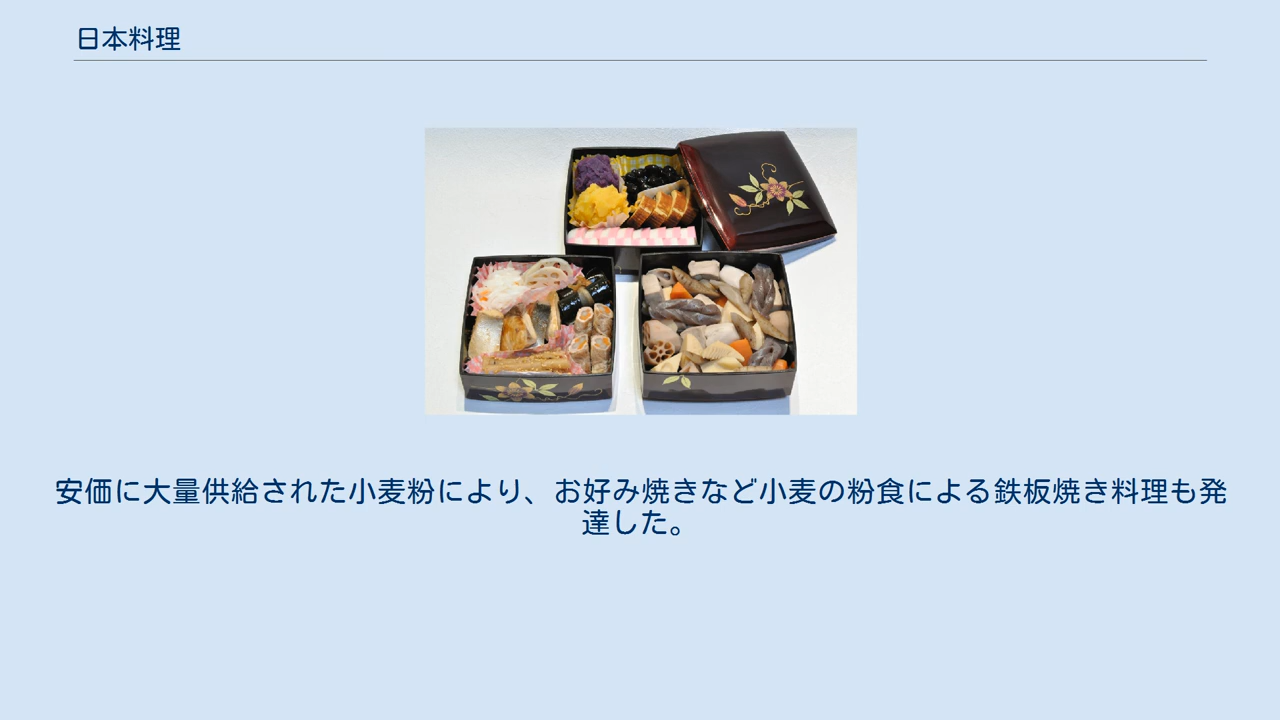 日本料理
安価に大量供給された小麦粉により、お好み焼きなど小麦の粉食による鉄板焼き料理も発
達した。